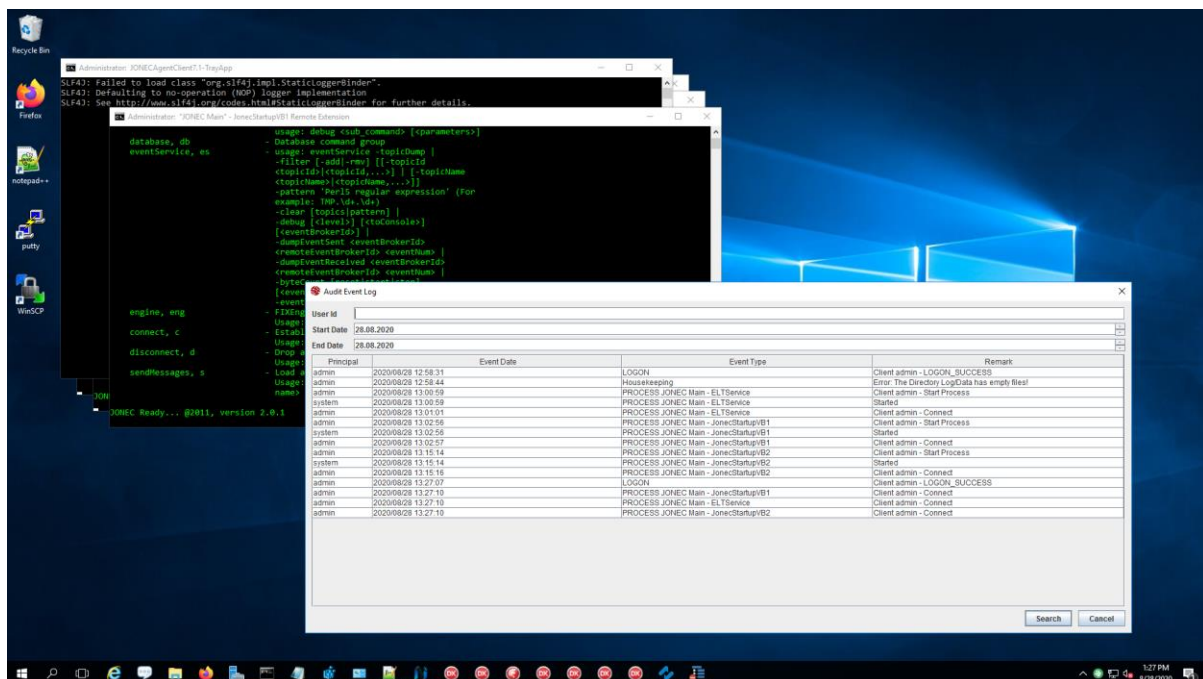 Recycle Bin
Firefox
notepad++
putty
WinSCP
Administrator: JONECAgentClient7.1-TrayApp
SLF4J: Failed to load class "org.slf4j.impl.StaticLoggerBinder".
SLF4J: Defaulting to no-operation (NOP) logger implementation
SLF4J: See http://www.slf4j.org/codes.html#StaticLoggerBinder for further details.
Administrator: "JONEC Main" - JonecStartupVB1 Remote Extension
usage: debug <sub_command> [<parameters>]
database, db - Database command group
eventService, es - usage: eventService -topicDump |
-filter [-add|-rmv] [[-topicId
<topicId>|<topicId,...>] | [-topicName
<topicName>|<topicName,...>]]
-pattern 'Perl5 regular expression' (For
example: TMP.\d+.\d+)
-clear [topics|pattern] |
-debug [<level>] [<toConsole>]
[<eventBrokerId>] |
-dumpEventSent <eventBrokerId>
<remoteEventBrokerId> <eventNum> |
-dumpEventReceived <eventBrokerId>
<remoteEventBrokerId> <eventNum> |
[<even
-event
engine, eng - FIXEng
Usage:
connect, c - Establ
Usage:
disconnect, d - Drop a
Usage:
sendMessages, s - Load a
Usage:
name>
JON
JONEC Ready... @2011, version 2.0.1
Audit Event Log
User Id
Start Date 28.08.2020
End Date 28.08.2020
Principal Event Date Event Type Remark
admin 2020/08/28 12:58:31 LOGON Client admin - LOGON_SUCCESS
admin 2020/08/28 12:58:44 Housekeeping Error: The Directory Log/Data has empty files!
admin 2020/08/28 13:00:59 PROCESS JONEC Main - ELTService Client admin - Start Process
system 2020/08/28 13:00:59 PROCESS JONEC Main - ELTService Started
admin 2020/08/28 13:01:01 PROCESS JONEC Main - ELTService Client admin - Connect
admin 2020/08/28 13:02:56 PROCESS JONEC Main - JonecStartupVB1 Client admin - Start Process
system 2020/08/28 13:02:56 PROCESS JONEC Main - JonecStartupVB1 Started
admin 2020/08/28 13:02:57 PROCESS JONEC Main - JonecStartupVB1 Client admin - Connect
admin 2020/08/28 13:15:14 PROCESS JONEC Main - JonecStartupVB2 Client admin - Start Process
system 2020/08/28 13:15:14 PROCESS JONEC Main - JonecStartupVB2 Started
admin 2020/08/28 13:15:16 PROCESS JONEC Main - JonecStartupVB2 Client admin - Connect
admin 2020/08/28 13:27:07 LOGON Client admin - LOGON_SUCCESS
admin 2020/08/28 13:27:10 PROCESS JONEC Main - JonecStartupVB1 Client admin - Connect
admin 2020/08/28 13:27:10 PROCESS JONEC Main - ELTService Client admin - Connect
admin 2020/08/28 13:27:10 PROCESS JONEC Main - JonecStartupVB2 Client admin - Connect
Search Cancel
1:27 PM
8/28/2020